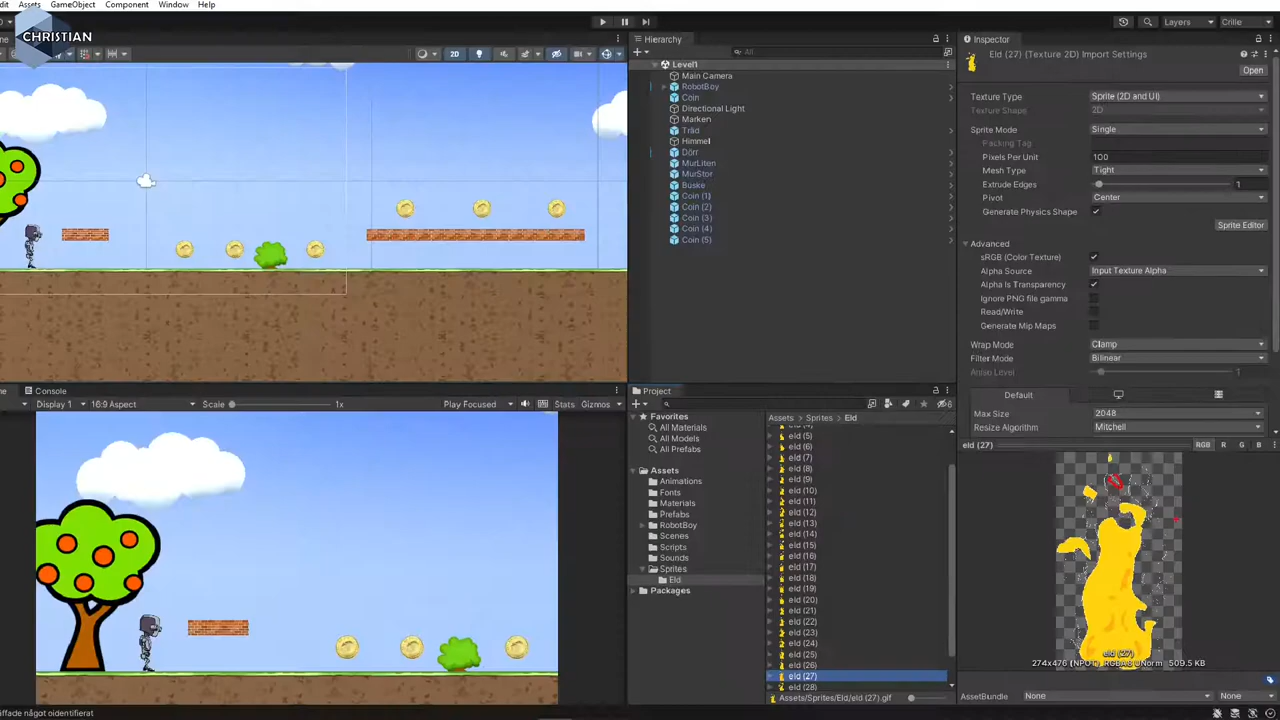 dit Assets GameObject Component Window Help
CHRISTIAN
Layers
Crille
2D
Hierarchy
All
Level1
Main Camera
RobotBoy
Coin
Directional Light
Marken
Träd
Himmel
Dörr
MurLiten
MurStor
Buske
Coin (1)
Coin (2)
Coin (3)
Coin (4)
Coin (5)
Inspector
Eld (27) (Texture 2D) Import Settings
Open
Texture Type Sprite (2D and UI)
Texture Shape 2D
Sprite Mode Single
Packing Tag
Pixels Per Unit 100
Mesh Type Tight
Extrude Edges 1
Pivot Center
Generate Physics Shape
Sprite Editor
Advanced
sRGB (Color Texture)
Alpha Source Input Texture Alpha
Alpha Is Transparency
Ignore PNG file gamma
Read/Write
Generate Mip Maps
Wrap Mode Clamp
Filter Mode Bilinear
Aniso Level 1
Default
Max Size 2048
Resize Algorithm Mitchell
eld (27) RGB R G B
eld (27)
274x476 (NPOT) RGBA8 UNorm 509.5 KB
AssetBundle None None
Console
Display 1 16:9 Aspect Scale 1x Play Focused Stats Gizmos
Project
6
Favorites
All Materials
All Models
All Prefabs
Assets
Animations
Fonts
Materials
Prefabs
RobotBoy
Scenes
Scripts
Sounds
Sprites
Eld
Packages
Assets Sprites Eld
eld (5)
eld (6)
eld (7)
eld (8)
eld (9)
eld (10)
eld (11)
eld (12)
eld (13)
eld (14)
eld (15)
eld (16)
eld (17)
eld (18)
eld (19)
eld (20)
eld (21)
eld (22)
eld (23)
eld (24)
eld (25)
eld (26)
eld (27)
eld (28)
Assets/Sprites/Eld/eld (27).gif
iffade något oidentifierat